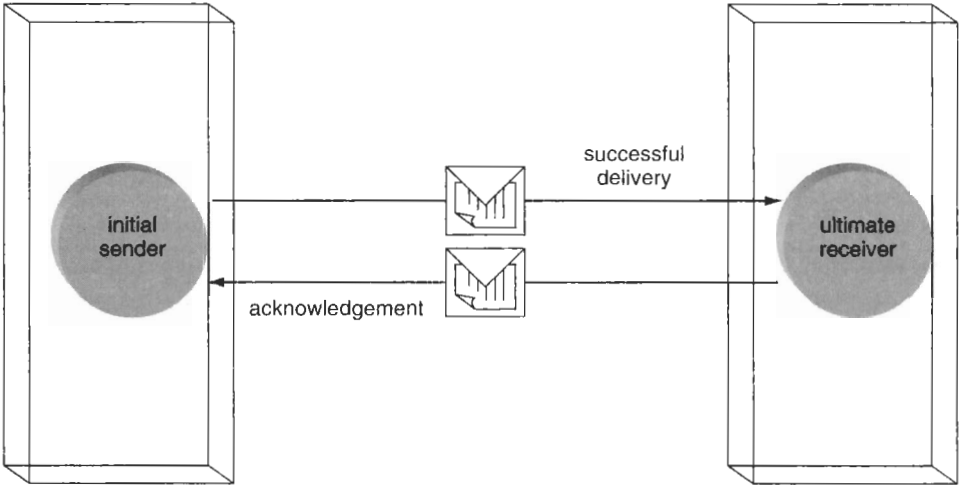 successful
delivery
initial
sender
ultimate
receiver
acknowledgement